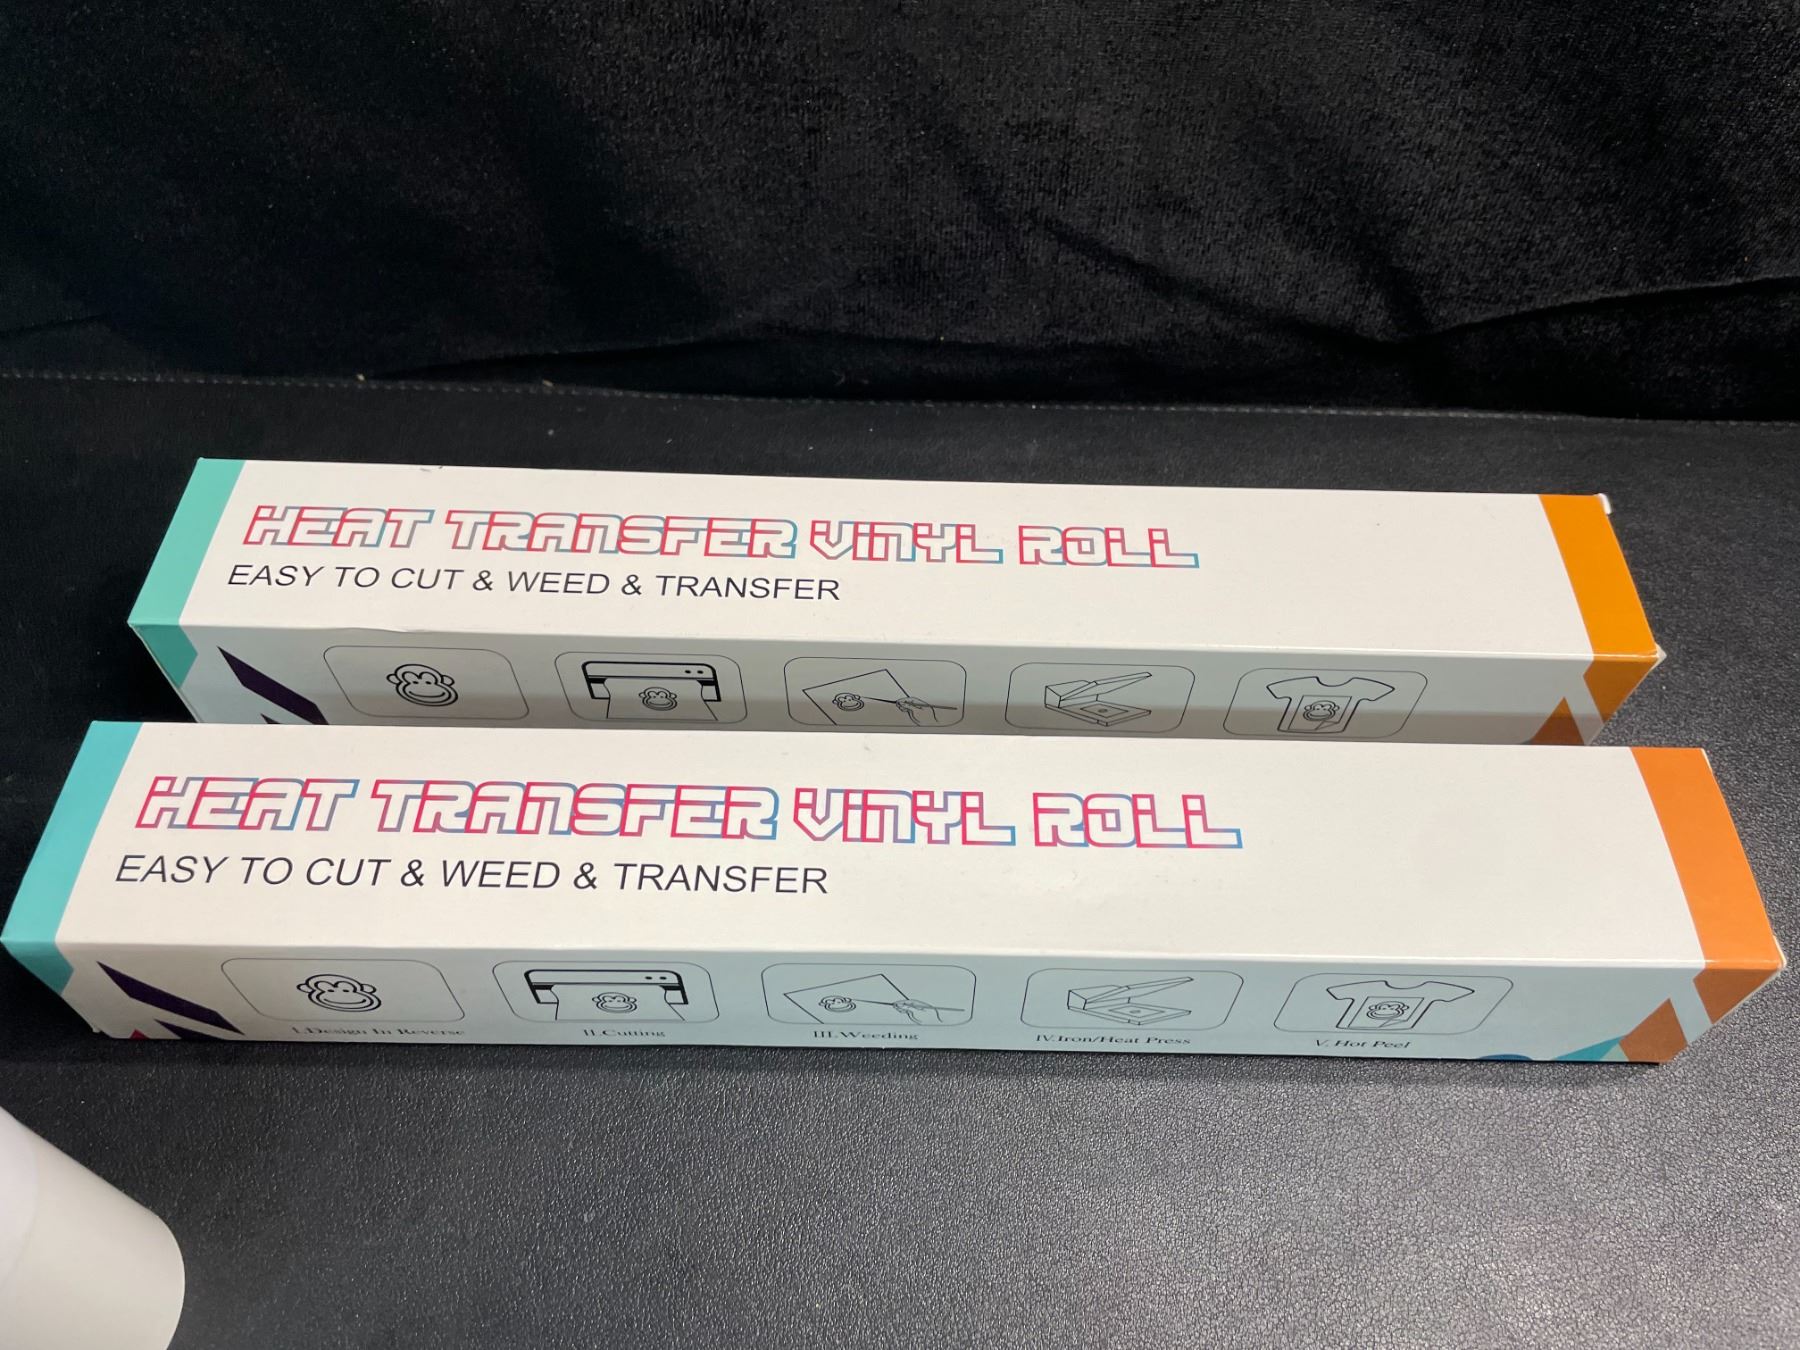 HEAT TRANSFER VINYL ROLL
EASY TO CUT & WEED & TRANSFER
HEAT TRANSFER VINYL ROLL
EASY TO CUT & WEED & TRANSFER
I.Design In Reverse
II.Cutting
III.Weeding
IV.Iron/Heat Press
V. Hot Peel